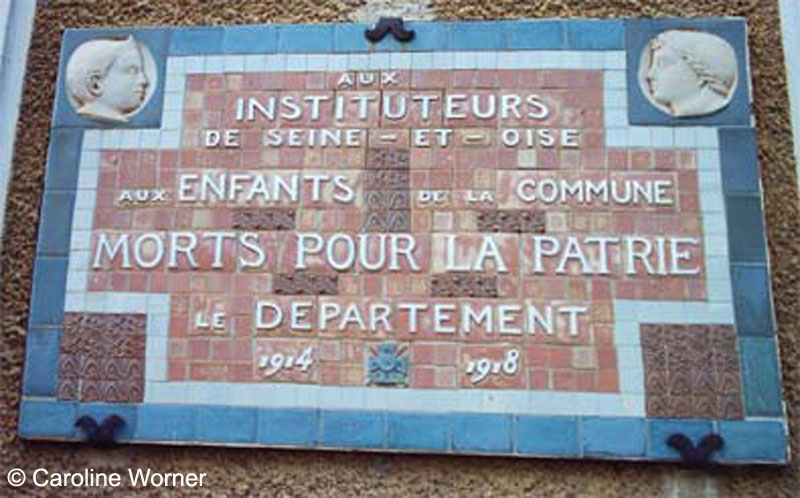 AUX
INSTITUTEURS
DE SEINE-ET-OISE
AUX ENFANTS DE LA COMMUNE
MORTS POUR LA PATRIE
LE DEPARTEMENT
1914 1918
© Caroline Worner